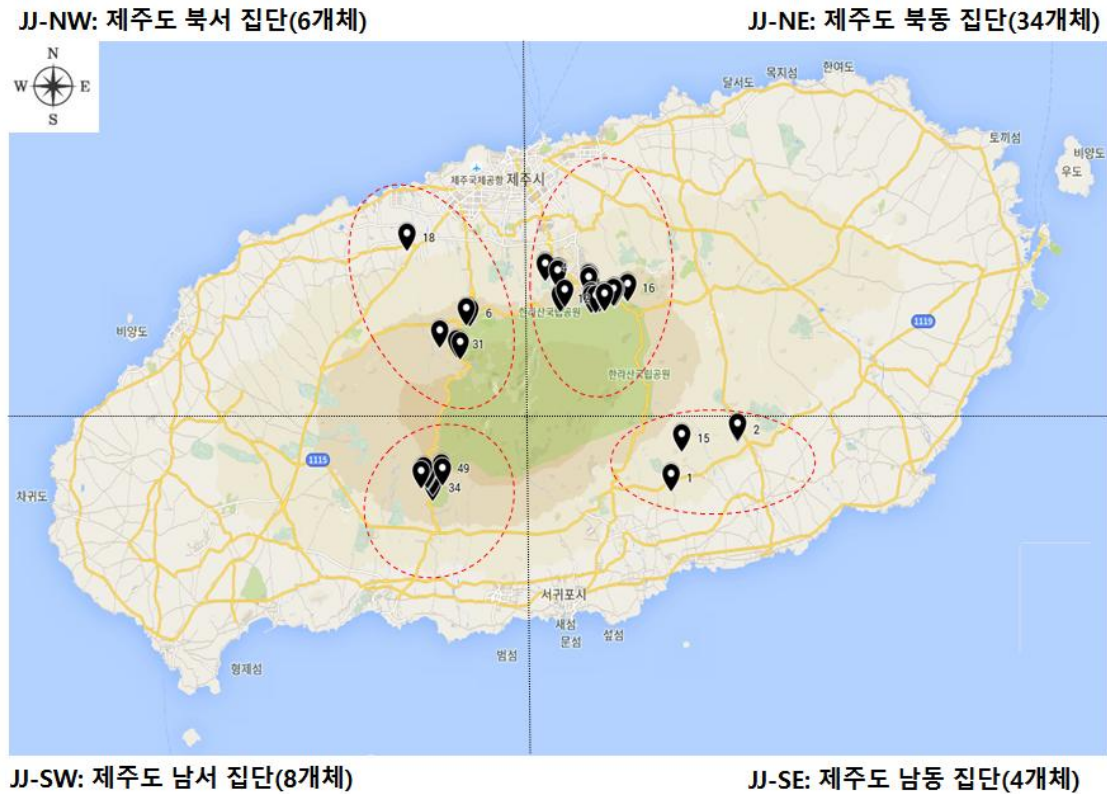 JJ-NW: 제주도 북서 집단(6개체)
JJ-NE: 제주도 북동 집단(34개체)
N
W E
S
달서도
목지섬
한여도
토끼섬
비양도
우도
제주국제공항
제주시
18
16
6
한라산국립공원
31
비양도
1119
한라산국립공원
2
15
1
1115
49
34
차귀도
서귀포시
새섬
문섬
섶섬
범섬
형제섬
JJ-SW: 제주도 남서 집단(8개체)
JJ-SE: 제주도 남동 집단(4개체)